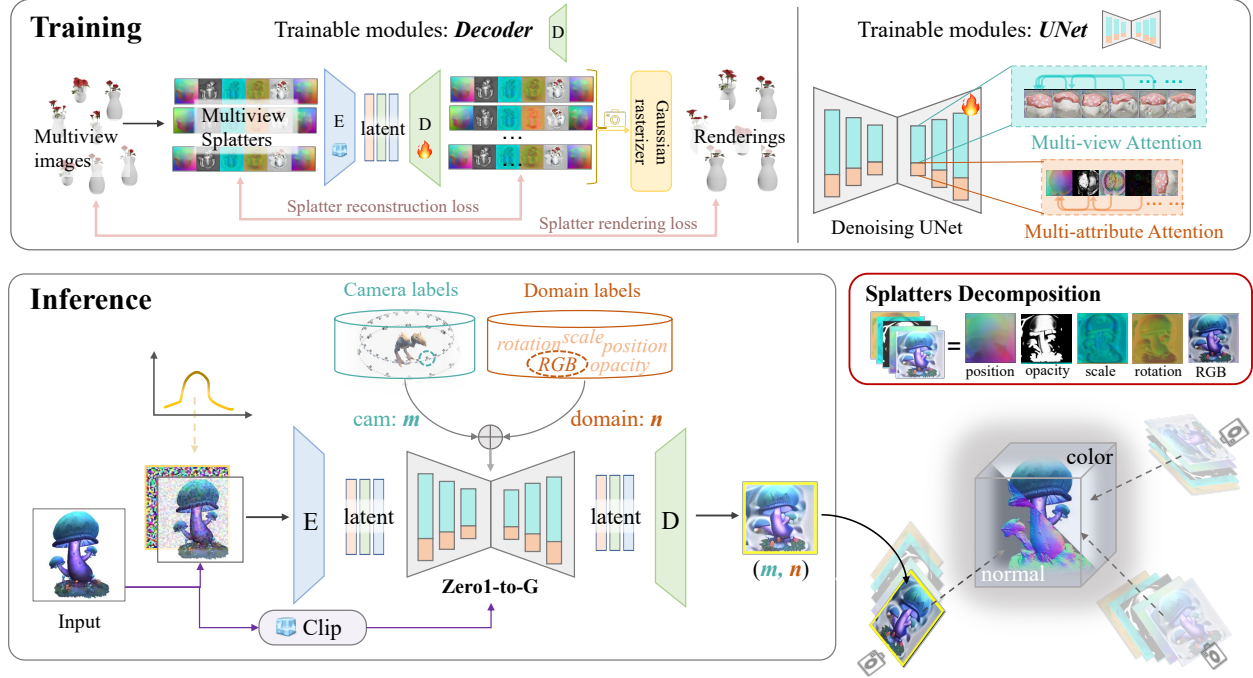 Training
Trainable modules: Decoder
D
Trainable modules: UNet
Multiview
images
Multiview
Splatters
E
latent
D
...
...
Gaussian
rasterizer
Renderings
Splatter reconstruction loss
Splatter rendering loss
Denoising UNet
... ...
Multi-view Attention
... ...
Multi-attribute Attention
Inference
Camera labels
Domain labels
rotation
scale
position
RGB
opacity
cam: m
domain: n
E
latent
latent
D
Zero1-to-G
Input
Clip
(m, n)
Splatters Decomposition
=
position
opacity
scale
rotation
RGB
color
normal